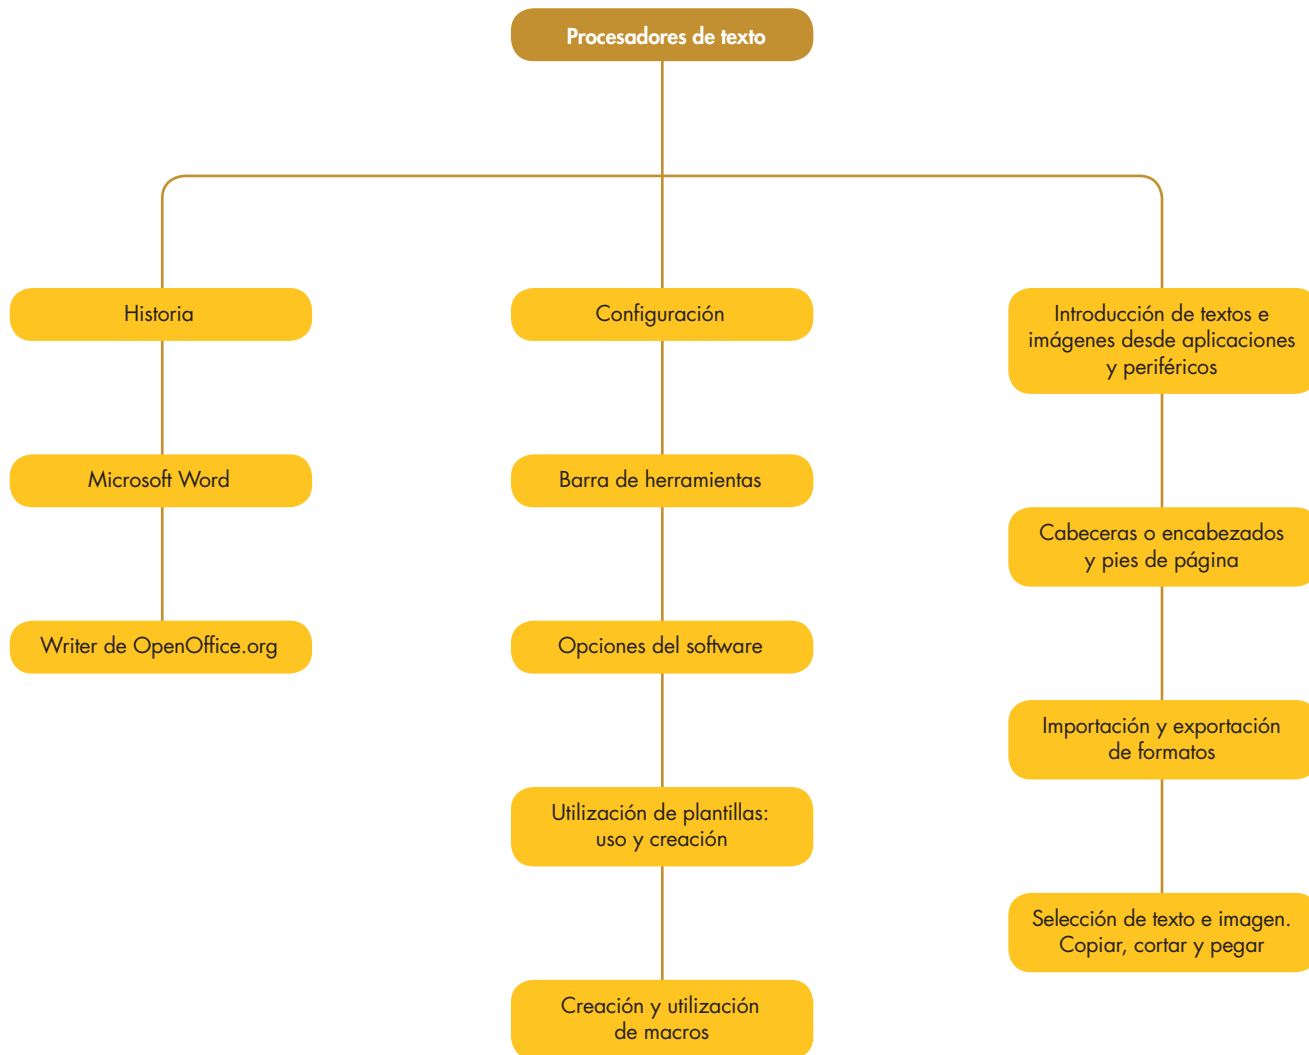 Procesadores de texto
Historia
Microsoft Word
Writer de OpenOffice.org
Configuración
Barra de herramientas
Opciones del software
Utilización de plantillas:
uso y creación
Creación y utilización
de macros
Introducción de textos e
imágenes desde aplicaciones
y periféricos
Cabeceras o encabezados
y pies de página
Importación y exportación
de formatos
Selección de texto e imagen.
Copiar, cortar y pegar